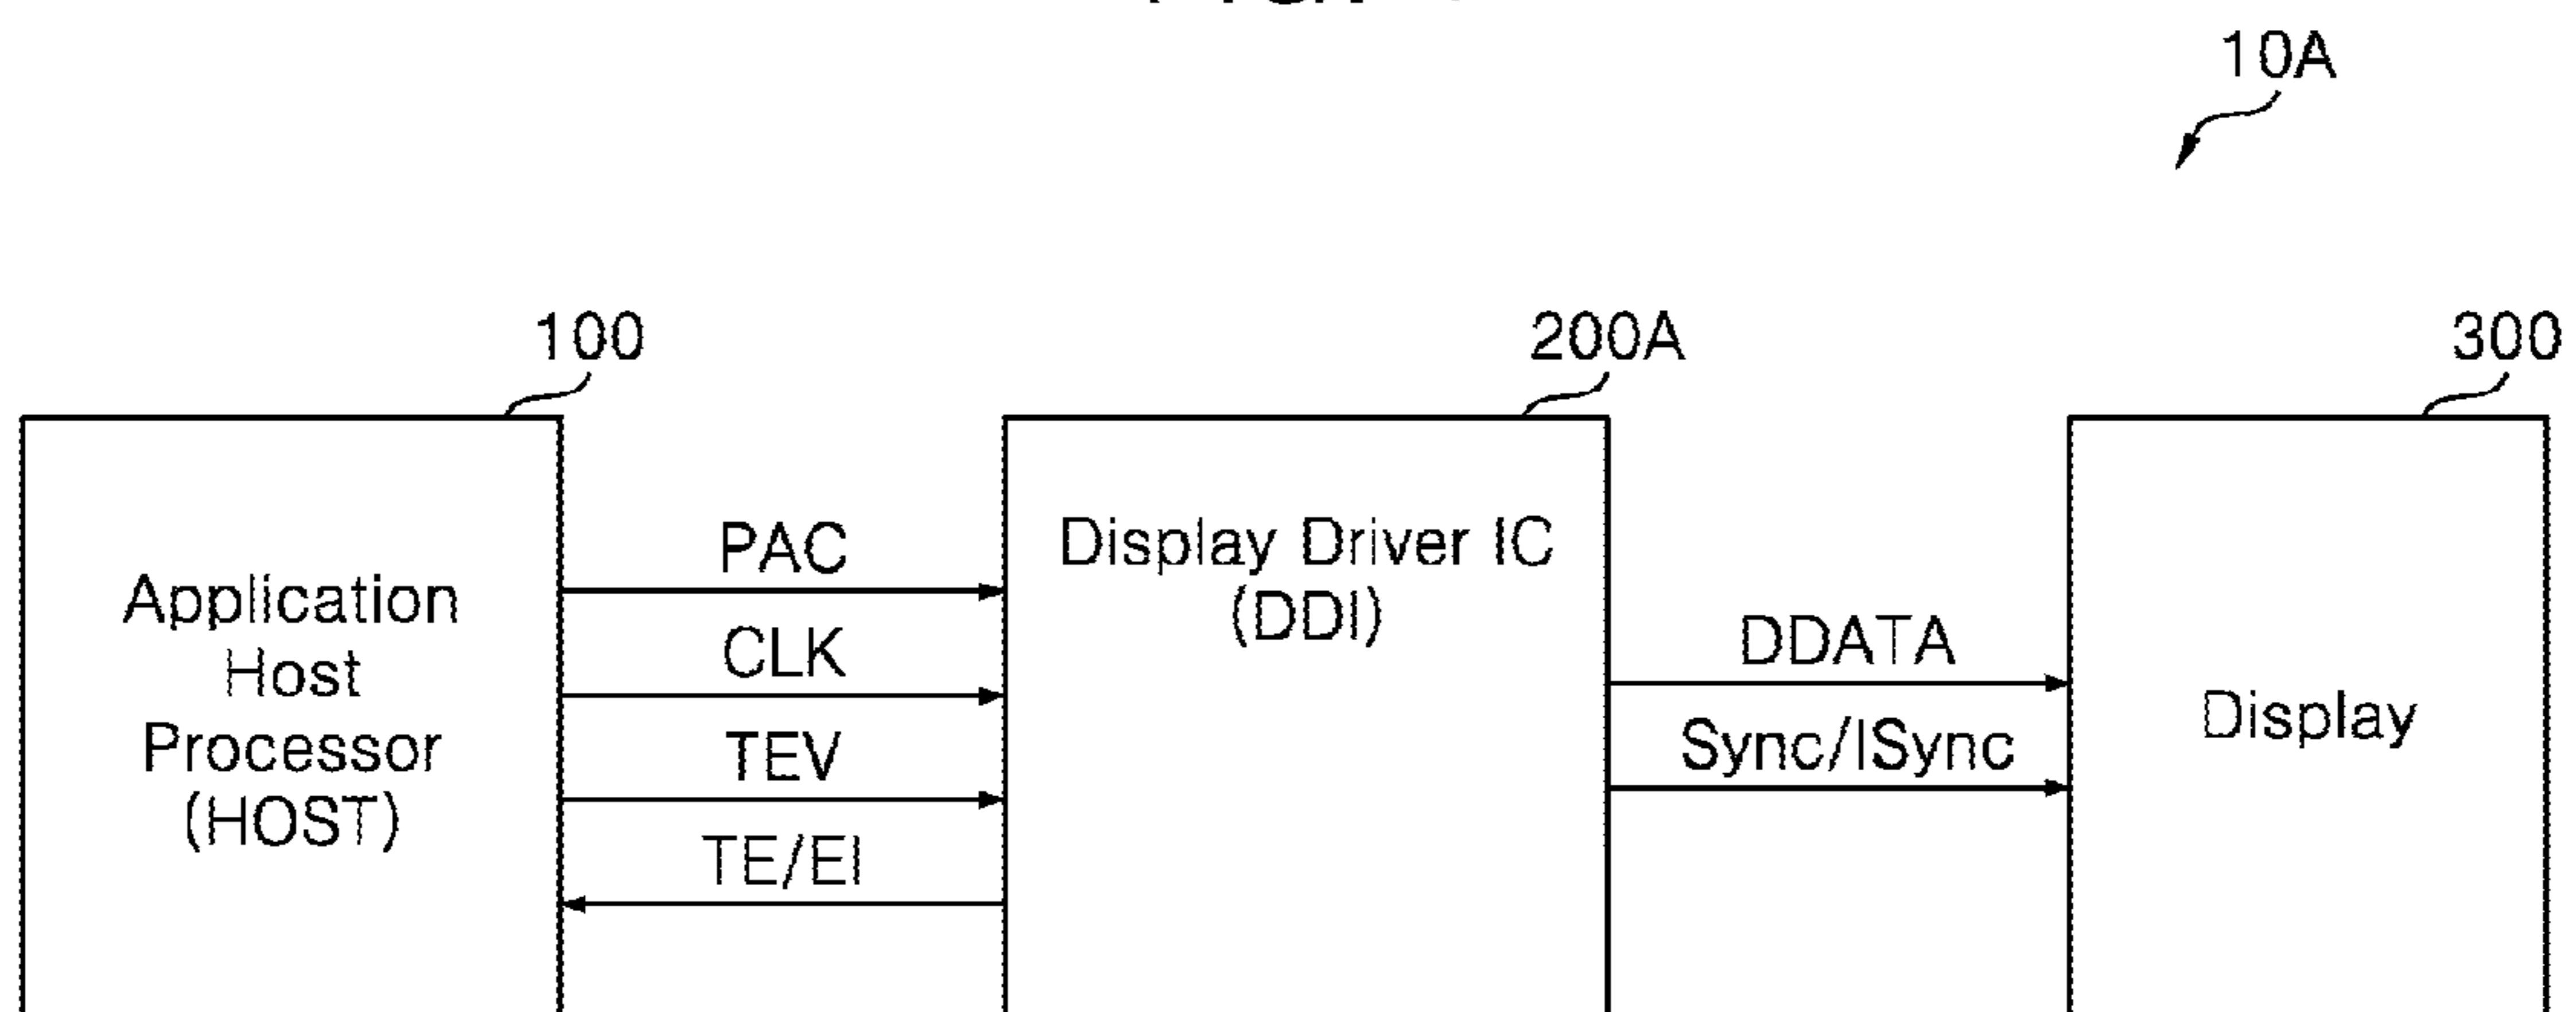 10A
100
200A
300
Application
Host
Processor
(HOST)
PAC
CLK
TEV
TE/EI
Display Driver IC
(DDI)
DDATA
Sync/ISync
Display